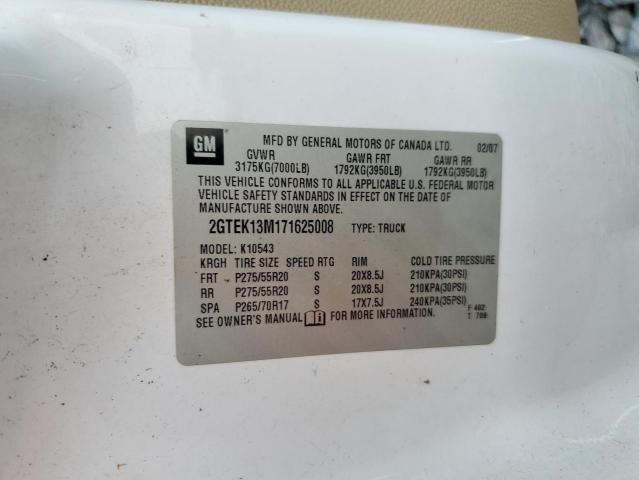 GM
MFD BY GENERAL MOTORS OF CANADA LTD. 02/07
GVWR GAWR FRT GAWR RR
3175KG(7000LB) 1792KG(3950LB) 1792KG(3950LB)
THIS VEHICLE CONFORMS TO ALL APPLICABLE U.S. FEDERAL MOTOR
VEHICLE SAFETY STANDARDS IN EFFECT ON THE DATE OF
MANUFACTURE SHOWN ABOVE.
2GTEK13M171625008 TYPE: TRUCK
MODEL: K10543
KRGH TIRE SIZE SPEED RTG RIM COLD TIRE PRESSURE
FRT P275/55R20 S 20X8.5J 210KPA(30PSI)
RR P275/55R20 S 20X8.5J 210KPA(30PSI)
SPA P265/70R17 S 17X7.5J 240KPA(35PSI)
SEE OWNER'S MANUAL i FOR MORE INFORMATION. F 402:
T 708: